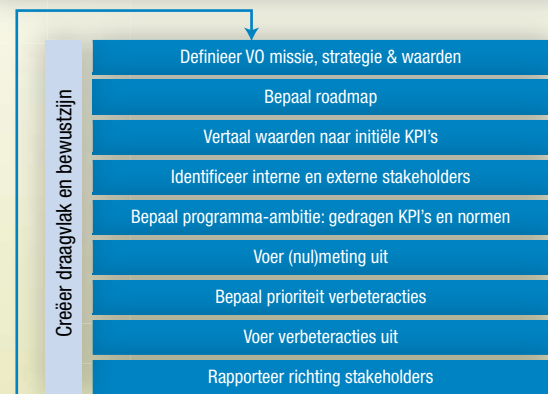 Creëer draagvlak en bewustzijn
Definieer VO missie, strategie & waarden
Bepaal roadmap
Vertaal waarden naar initiële KPI's
Identificeer interne en externe stakeholders
Bepaal programma-ambitie: gedragen KPI's en normen
Voer (nul)meting uit
Bepaal prioriteit verbeteracties
Voer verbeteracties uit
Rapporteer richting stakeholders